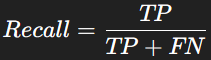 Recall = TP / TP + FN